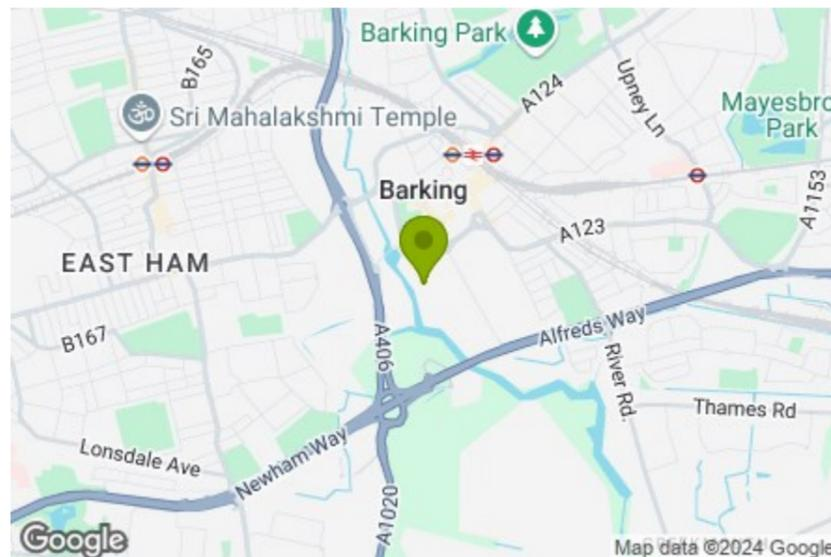 Barking Park
B165
A124
Upney Ln
Sri Mahalakshmi Temple
Mayesbro
Park
Barking
A1153
A123
EAST HAM
B167
A406
Alfreds Way
River Rd.
Thames Rd
Lonsdale Ave
Newham Way
A1020
Google
Map data ©2024 Google